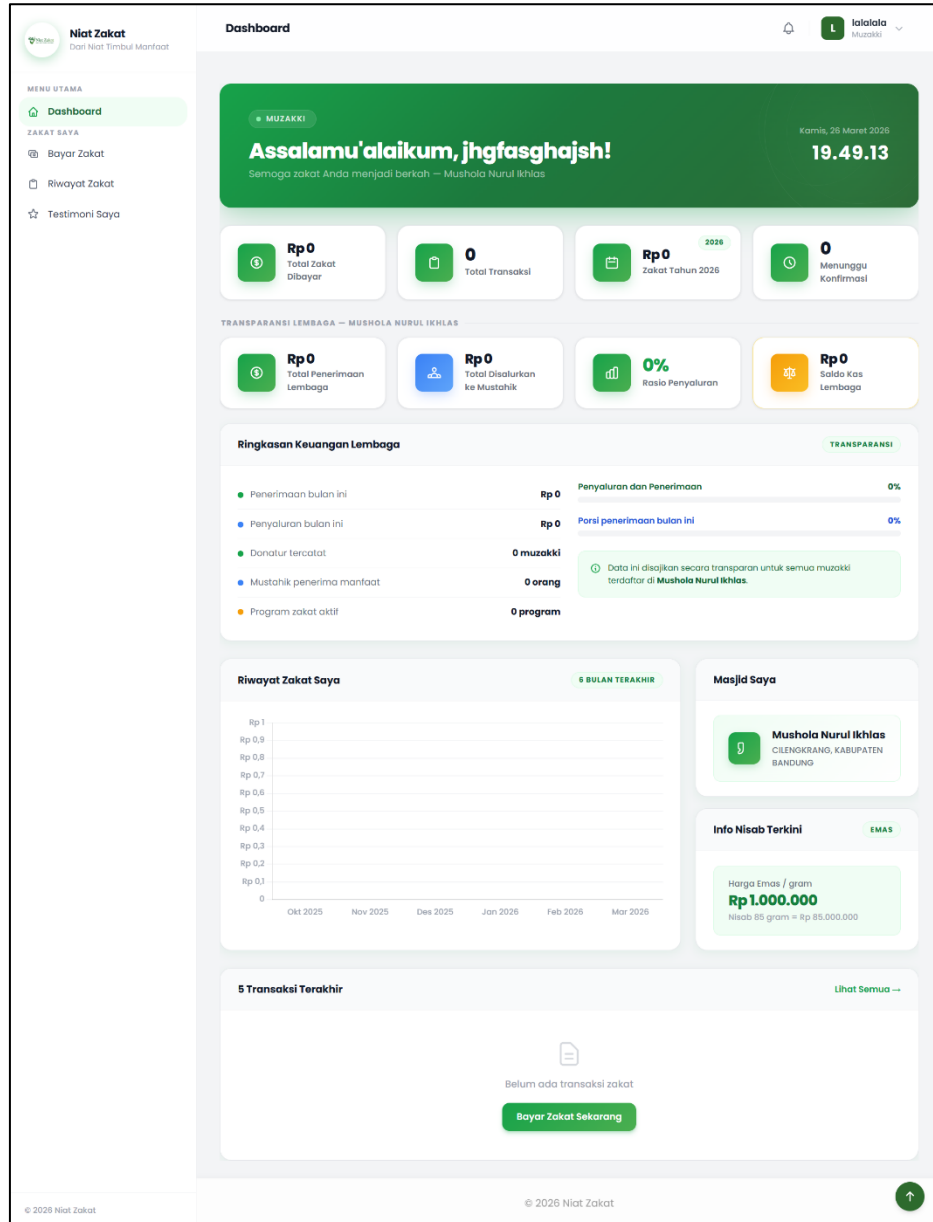 Niat Zakat
Dari Niat Timbul Manfaat
MENU UTAMA
Dashboard
ZAKAT SAYA
Bayar Zakat
Riwayat Zakat
Testimoni Saya
© 2026 Niat Zakat
Dashboard
L
lalalala
Muzakki
MUZAKKI
Assalamu'alaikum, jhgfasghajsh!
Semoga zakat Anda menjadi berkah — Mushola Nurul Ikhlas
Kamis, 26 Maret 2026
19.49.13
Rp 0
Total Zakat
Dibayar
0
Total Transaksi
2026
Rp 0
Zakat Tahun 2026
0
Menunggu
Konfirmasi
TRANSPARANSI LEMBAGA — MUSHOLA NURUL IKHLAS
Rp 0
Total Penerimaan
Lembaga
Rp 0
Total Disalurkan
ke Mustahik
0%
Rasio Penyaluran
Rp 0
Saldo Kas
Lembaga
Ringkasan Keuangan Lembaga
TRANSPARANSI
Penerimaan bulan ini Rp 0
Penyaluran bulan ini Rp 0
Donatur tercatat 0 muzakki
Mustahik penerima manfaat 0 orang
Program zakat aktif 0 program
Penyaluran dan Penerimaan 0%
Porsi penerimaan bulan ini 0%
Data ini disajikan secara transparan untuk semua muzakki
terdaftar di Mushola Nurul Ikhlas.
Riwayat Zakat Saya
6 BULAN TERAKHIR
Rp 1
Rp 0,9
Rp 0,8
Rp 0,7
Rp 0,6
Rp 0,5
Rp 0,4
Rp 0,3
Rp 0,2
Rp 0,1
0
Okt 2025 Nov 2025 Des 2025 Jan 2026 Feb 2026 Mar 2026
Masjid Saya
Mushola Nurul Ikhlas
CILENGKRANG, KABUPATEN
BANDUNG
Info Nisab Terkini
EMAS
Harga Emas / gram
Rp 1.000.000
Nisab 85 gram = Rp 85.000.000
5 Transaksi Terakhir
Lihat Semua →
Belum ada transaksi zakat
Bayar Zakat Sekarang
© 2026 Niat Zakat